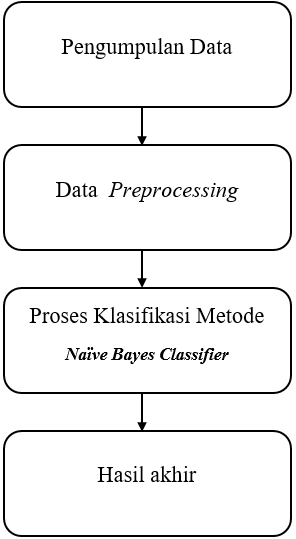 Pengumpulan Data
Data Preprocessing
Proses Klasifikasi Metode
Naïve Bayes Classifier
Hasil akhir